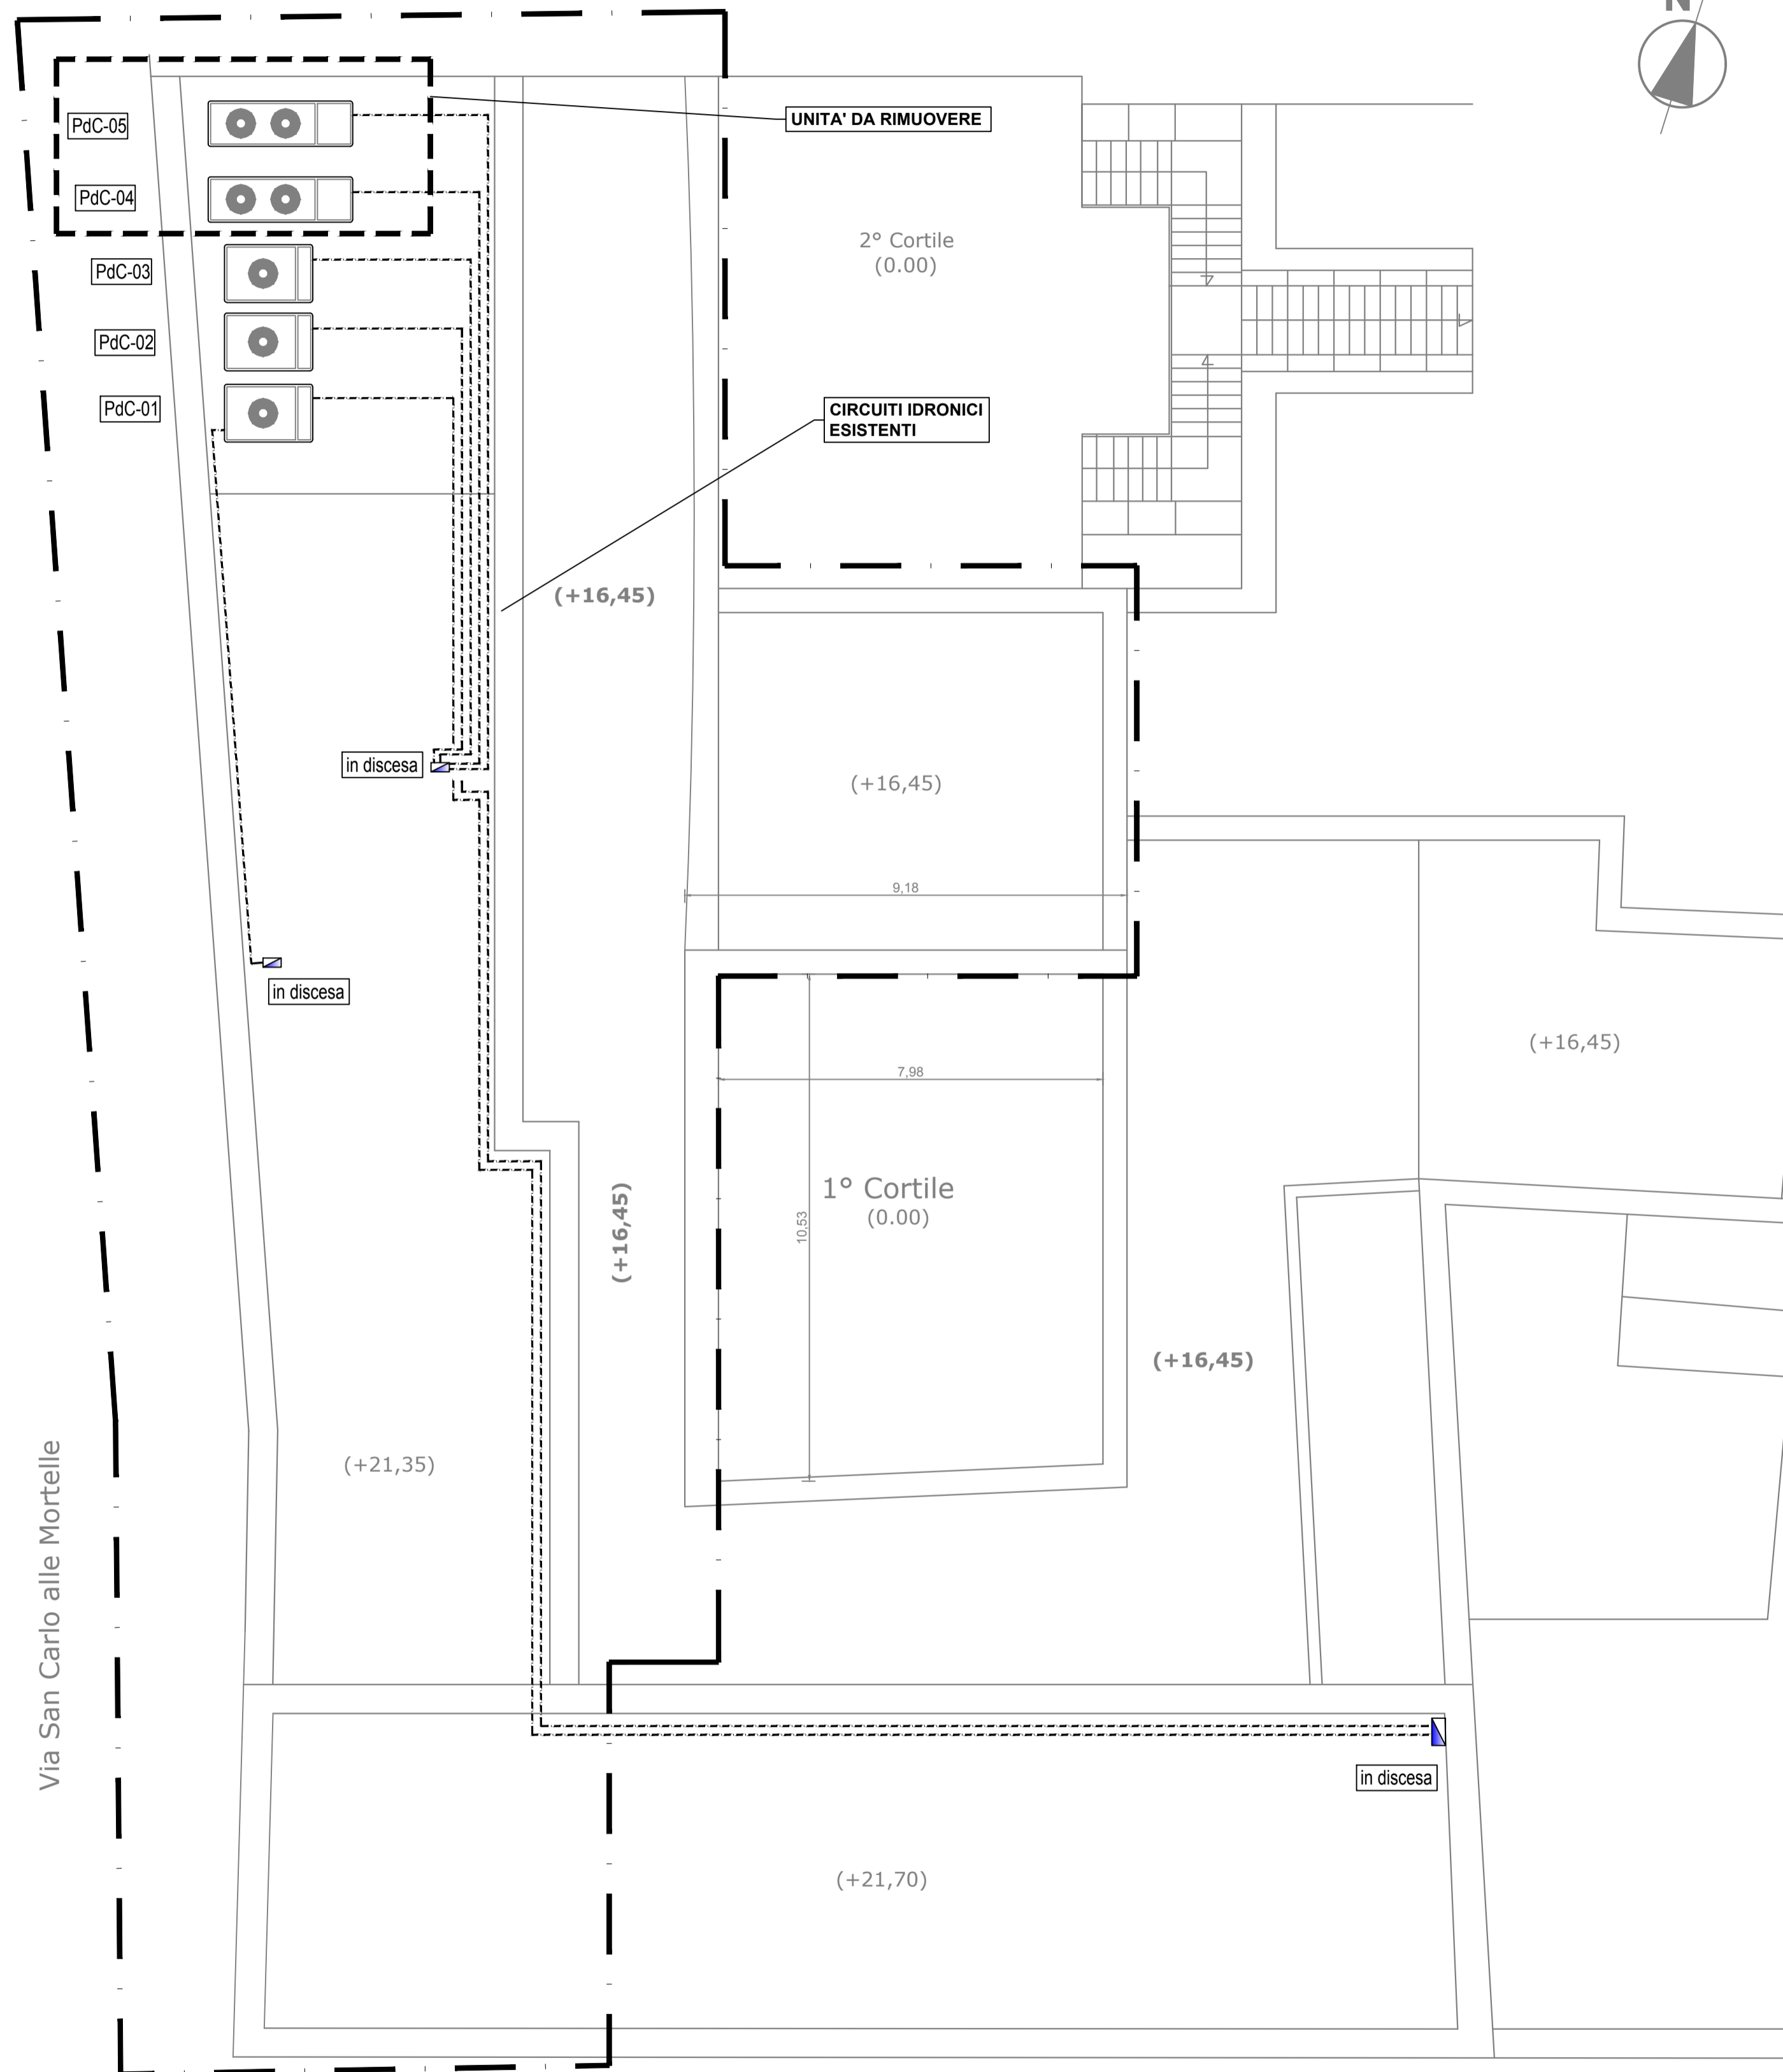 N
UNITA' DA RIMUOVERE
PdC-05
PdC-04
2° Cortile
(0.00)
PdC-03
PdC-02
PdC-01
CIRCUITI IDRONICI
ESISTENTI
(+16,45)
in discesa
(+16,45)
9,18
in discesa
(+16,45)
7,98
1° Cortile
(0.00)
10,53
(+16,45)
(+16,45)
(+21,35)
Via San Carlo alle Mortelle
in discesa
(+21,70)